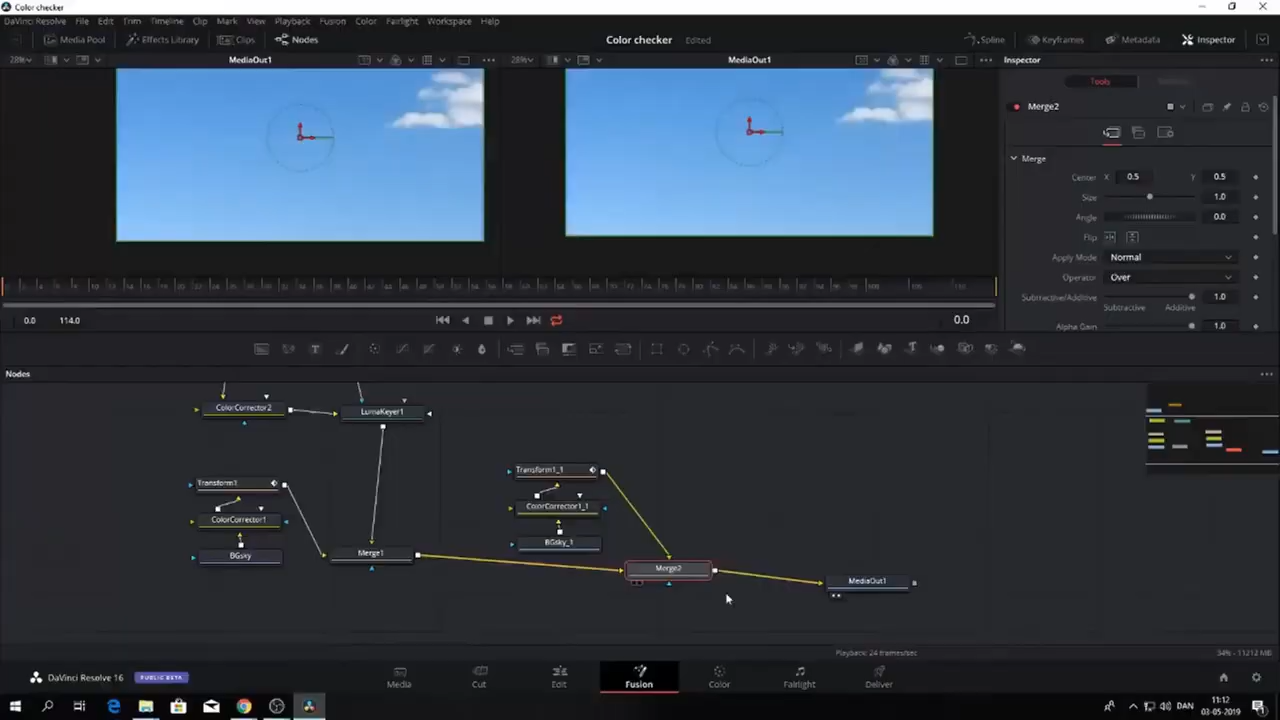 Color checker
DaVinci Resolve File Edit Trim Timeline Clip Mark View Playback Fusion Color Fairlight Workspace Help
Media Pool Effects Library Clips Nodes Color checker Edited Spline Keyframes Metadata Inspector
28% MediaOut1 28% MediaOut1 Inspector
Tools
Merge2
Merge
Center X 0.5 Y 0.5
Size 1.0
Angle 0.0
Flip
Apply Mode Normal
Operator Over
Subtractive/Additive 1.0
Subtractive Additive
Alpha Gain 1.0
0.0 114.0 0.0
Nodes
ColorCorrector2 LumaKeyer1
Transform1 Transform1_1
ColorCorrector1 ColorCorrector1_1
BGsky Merge1 BGsky_1
Merge2 MediaOut1
Playback: 24 frames/sec 34% - 11212 MB
DaVinci Resolve 16 PUBLIC BETA Media Cut Edit Fusion Color Fairlight Deliver
DAN 11:12
03-05-2019